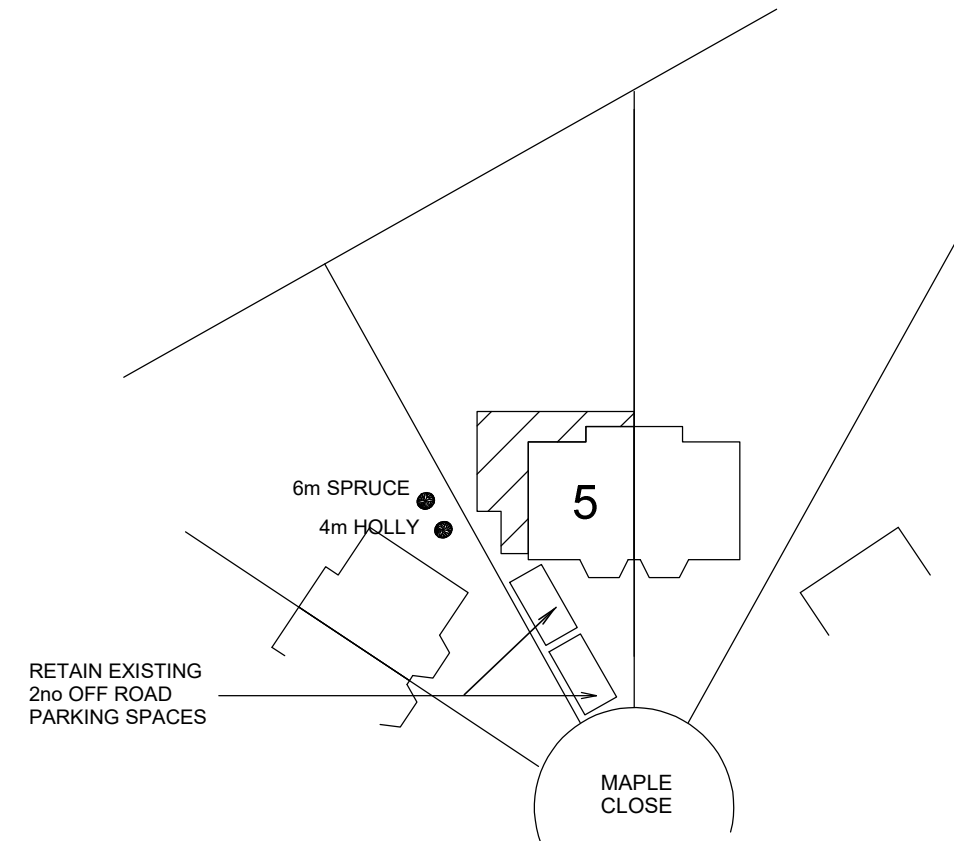 6m SPRUCE
4m HOLLY
5
RETAIN EXISTING
2no OFF ROAD
PARKING SPACES
MAPLE
CLOSE